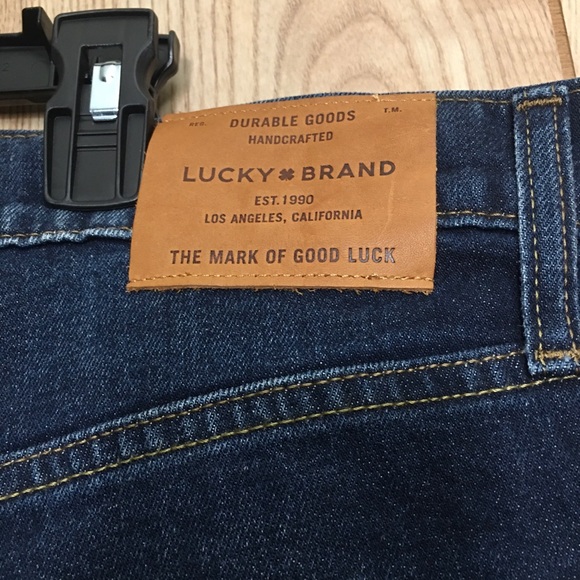 REG. DURABLE GOODS T.M.
HANDCRAFTED
LUCKY BRAND
EST. 1990
LOS ANGELES, CALIFORNIA
THE MARK OF GOOD LUCK